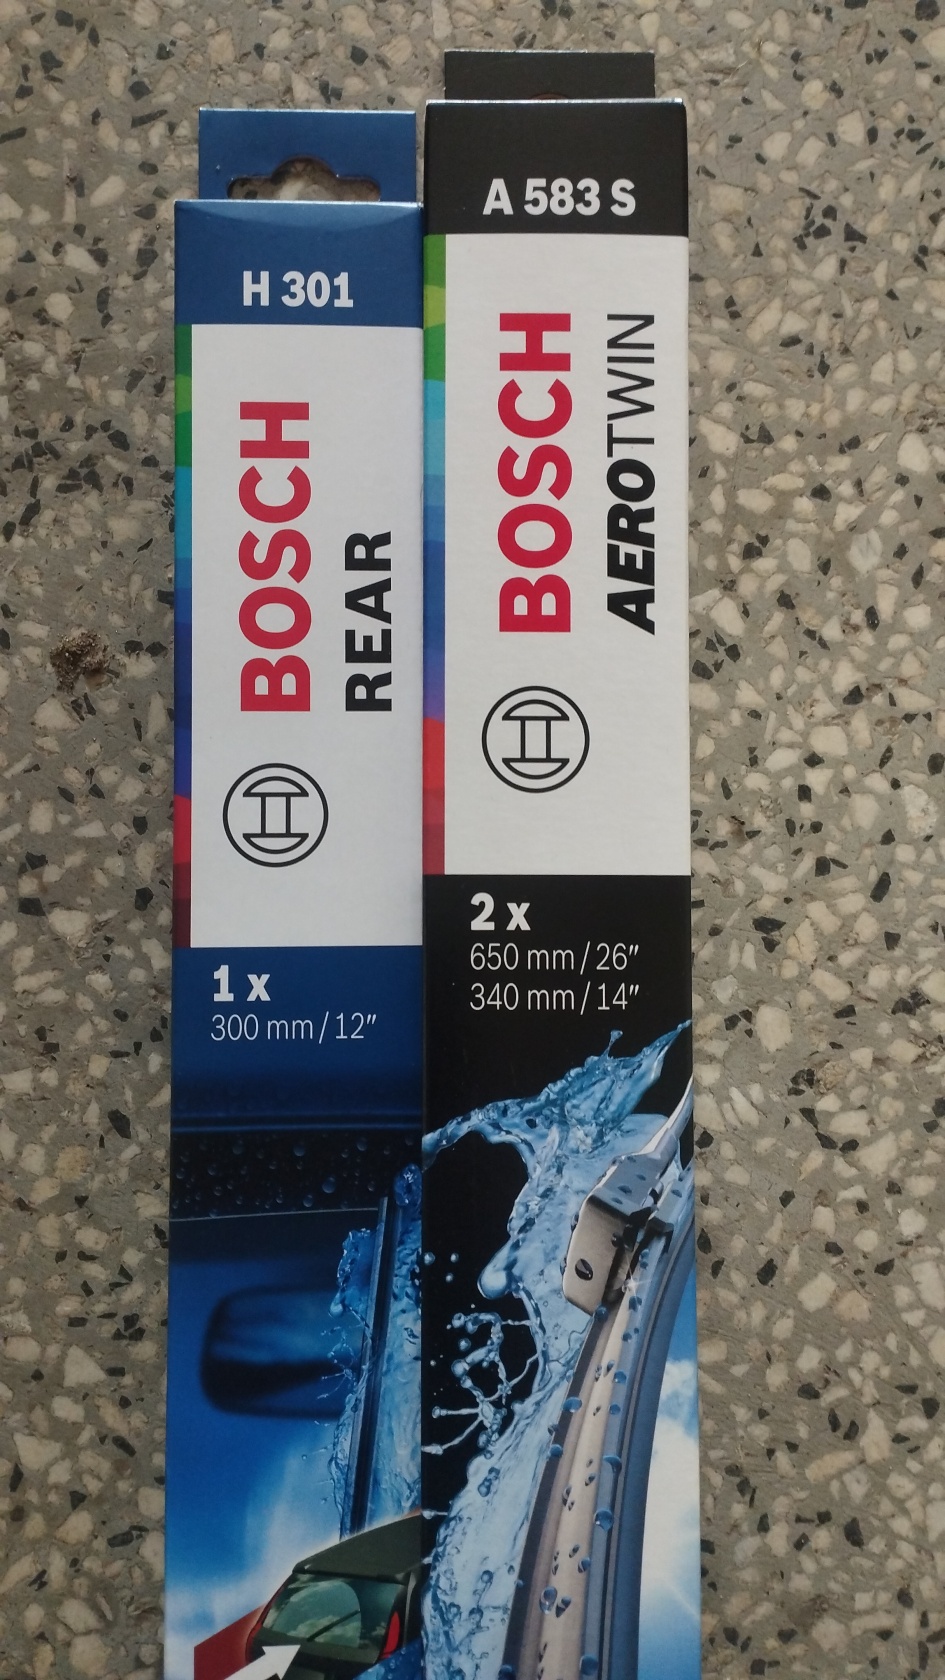 H 301
BOSCH
REAR
1 x
300 mm / 12″
A 583 S
BOSCH
AEROTWIN
2 x
650 mm / 26″
340 mm / 14″